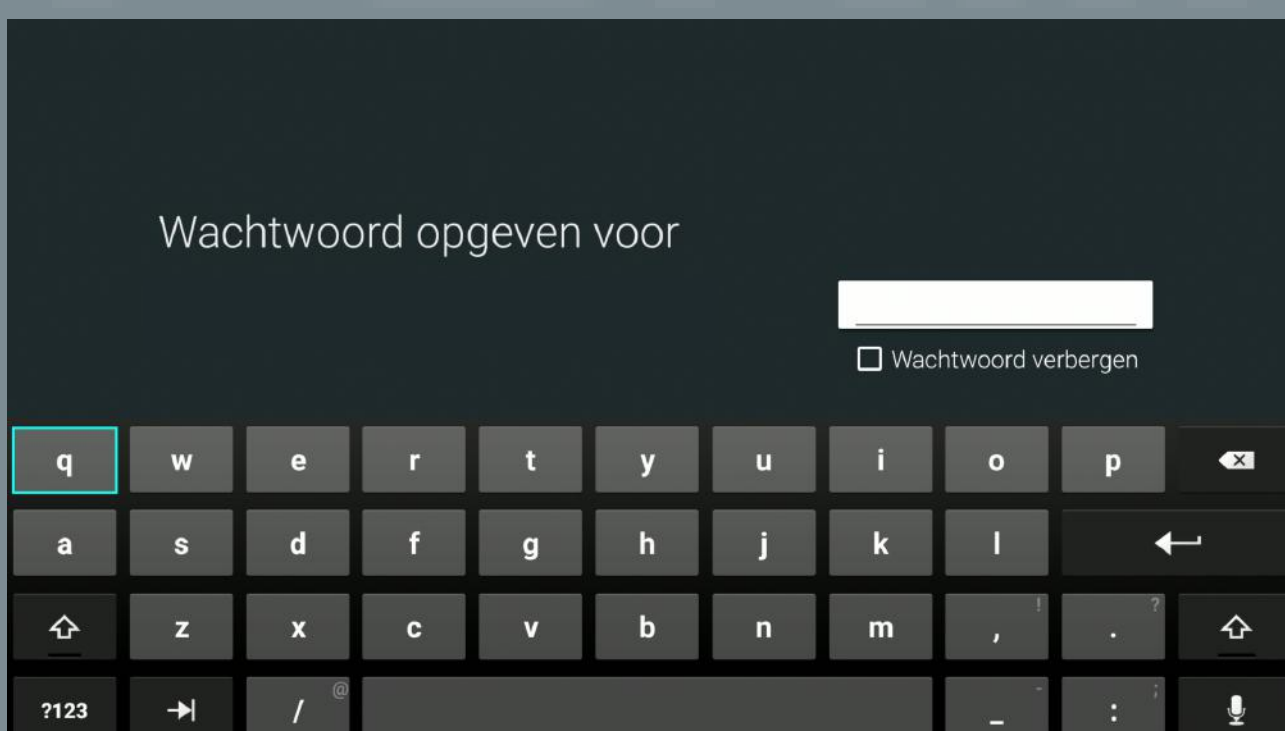 Wachtwoord opgeven voor
Wachtwoord verbergen
q w e r t y u i o p
a s d f g h j k l
z x c v b n m , ! . ?
?123 / @ _ - : ;